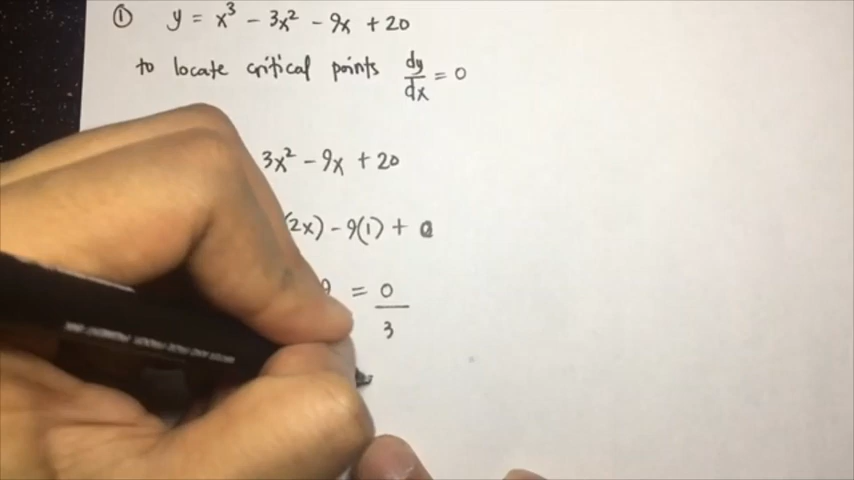 ① y = x³ - 3x² - 9x + 20
to locate critical points dy/dx = 0
3x² - 9x + 20
(2x) - 9(1) + 0
= 0/3